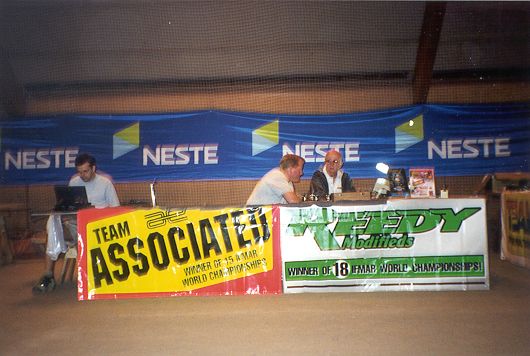 NESTE NESTE NESTE NESTE
TEAM
ASSOCIATED
WINNER OF 15 IFMAR
WORLD CHAMPIONSHIPS
REEDY
Modifieds
WINNER OF 18 IFMAR WORLD CHAMPIONSHIPS!